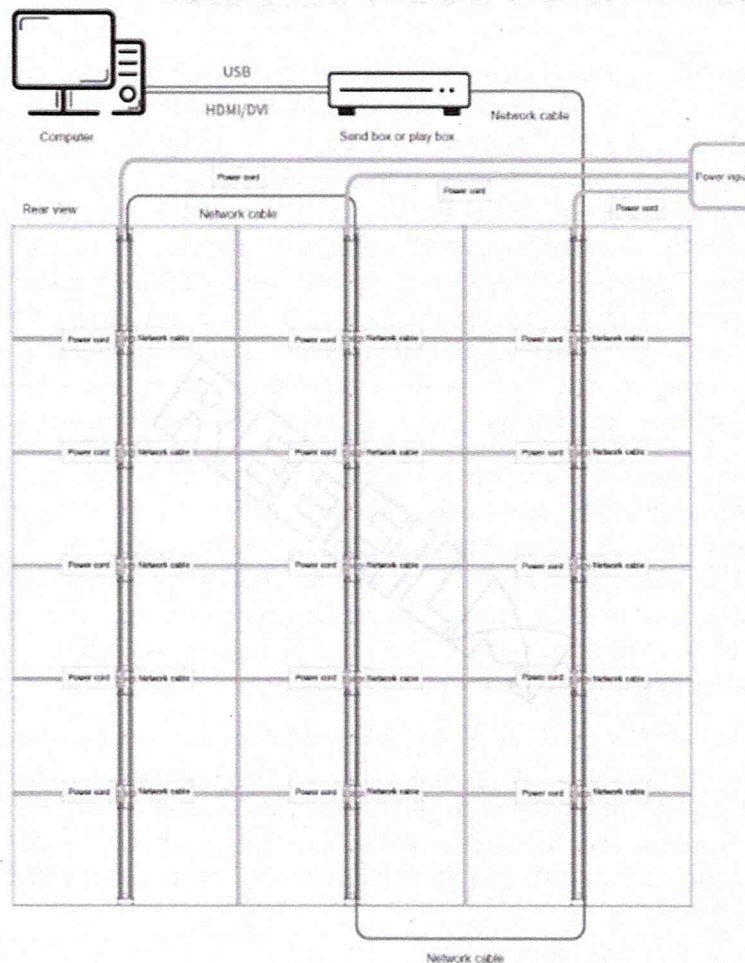 USB
HDMI/DVI
Computer
Send box or play box
Network cable
Power cord
Power cord
Power input
Power cord
Rear view
Network cable
Power cord Network cable Power cord Network cable Power cord Network cable
Power cord Network cable Power cord Network cable Power cord Network cable
Power cord Network cable Power cord Network cable Power cord Network cable
Power cord Network cable Power cord Network cable Power cord Network cable
Power cord Network cable Power cord Network cable Power cord Network cable
Network cable